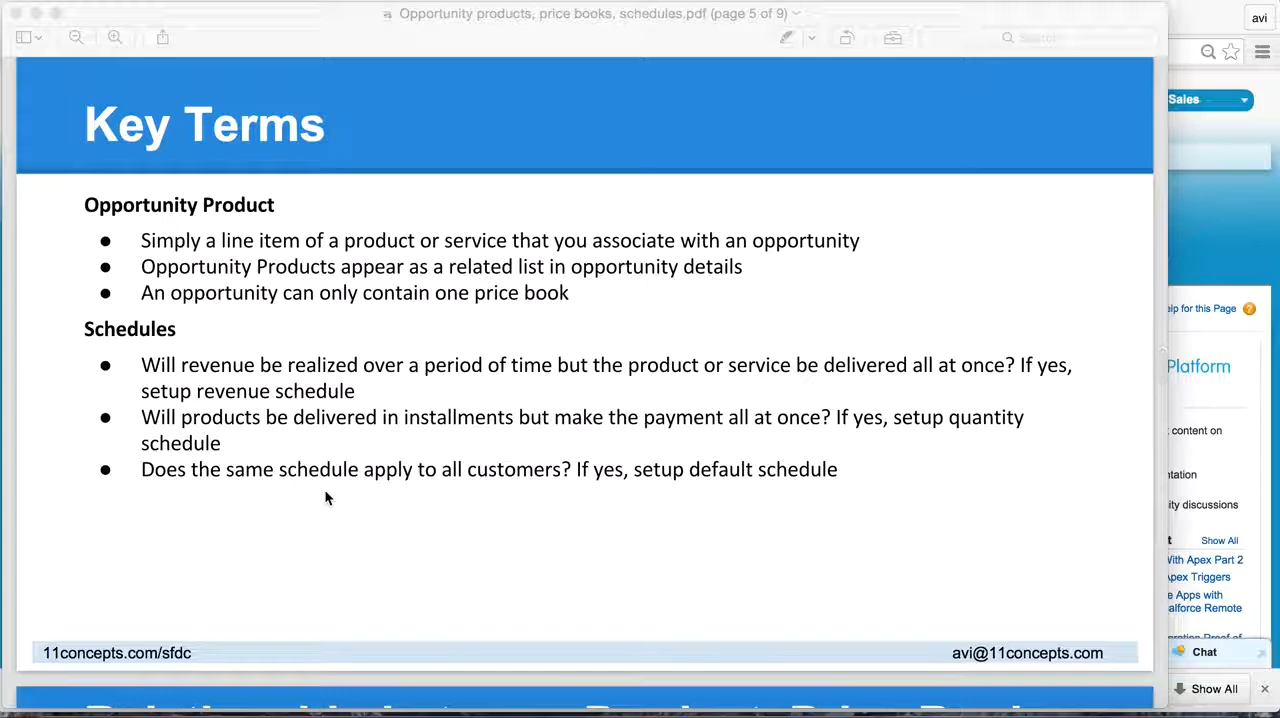 Opportunity products, price books, schedules.pdf (page 5 of 9)
avi
Search
Sales
Key Terms
Opportunity Product
● Simply a line item of a product or service that you associate with an opportunity
● Opportunity Products appear as a related list in opportunity details
● An opportunity can only contain one price book
Schedules
● Will revenue be realized over a period of time but the product or service be delivered all at once? If yes,
setup revenue schedule
● Will products be delivered in installments but make the payment all at once? If yes, setup quantity
schedule
● Does the same schedule apply to all customers? If yes, setup default schedule
11concepts.com/sfdc
avi@11concepts.com
elp for this Page
Platform
t content on
ntation
ity discussions
t Show All
With Apex Part 2
Apex Triggers
e Apps with
alforce Remote
Chat
Show All